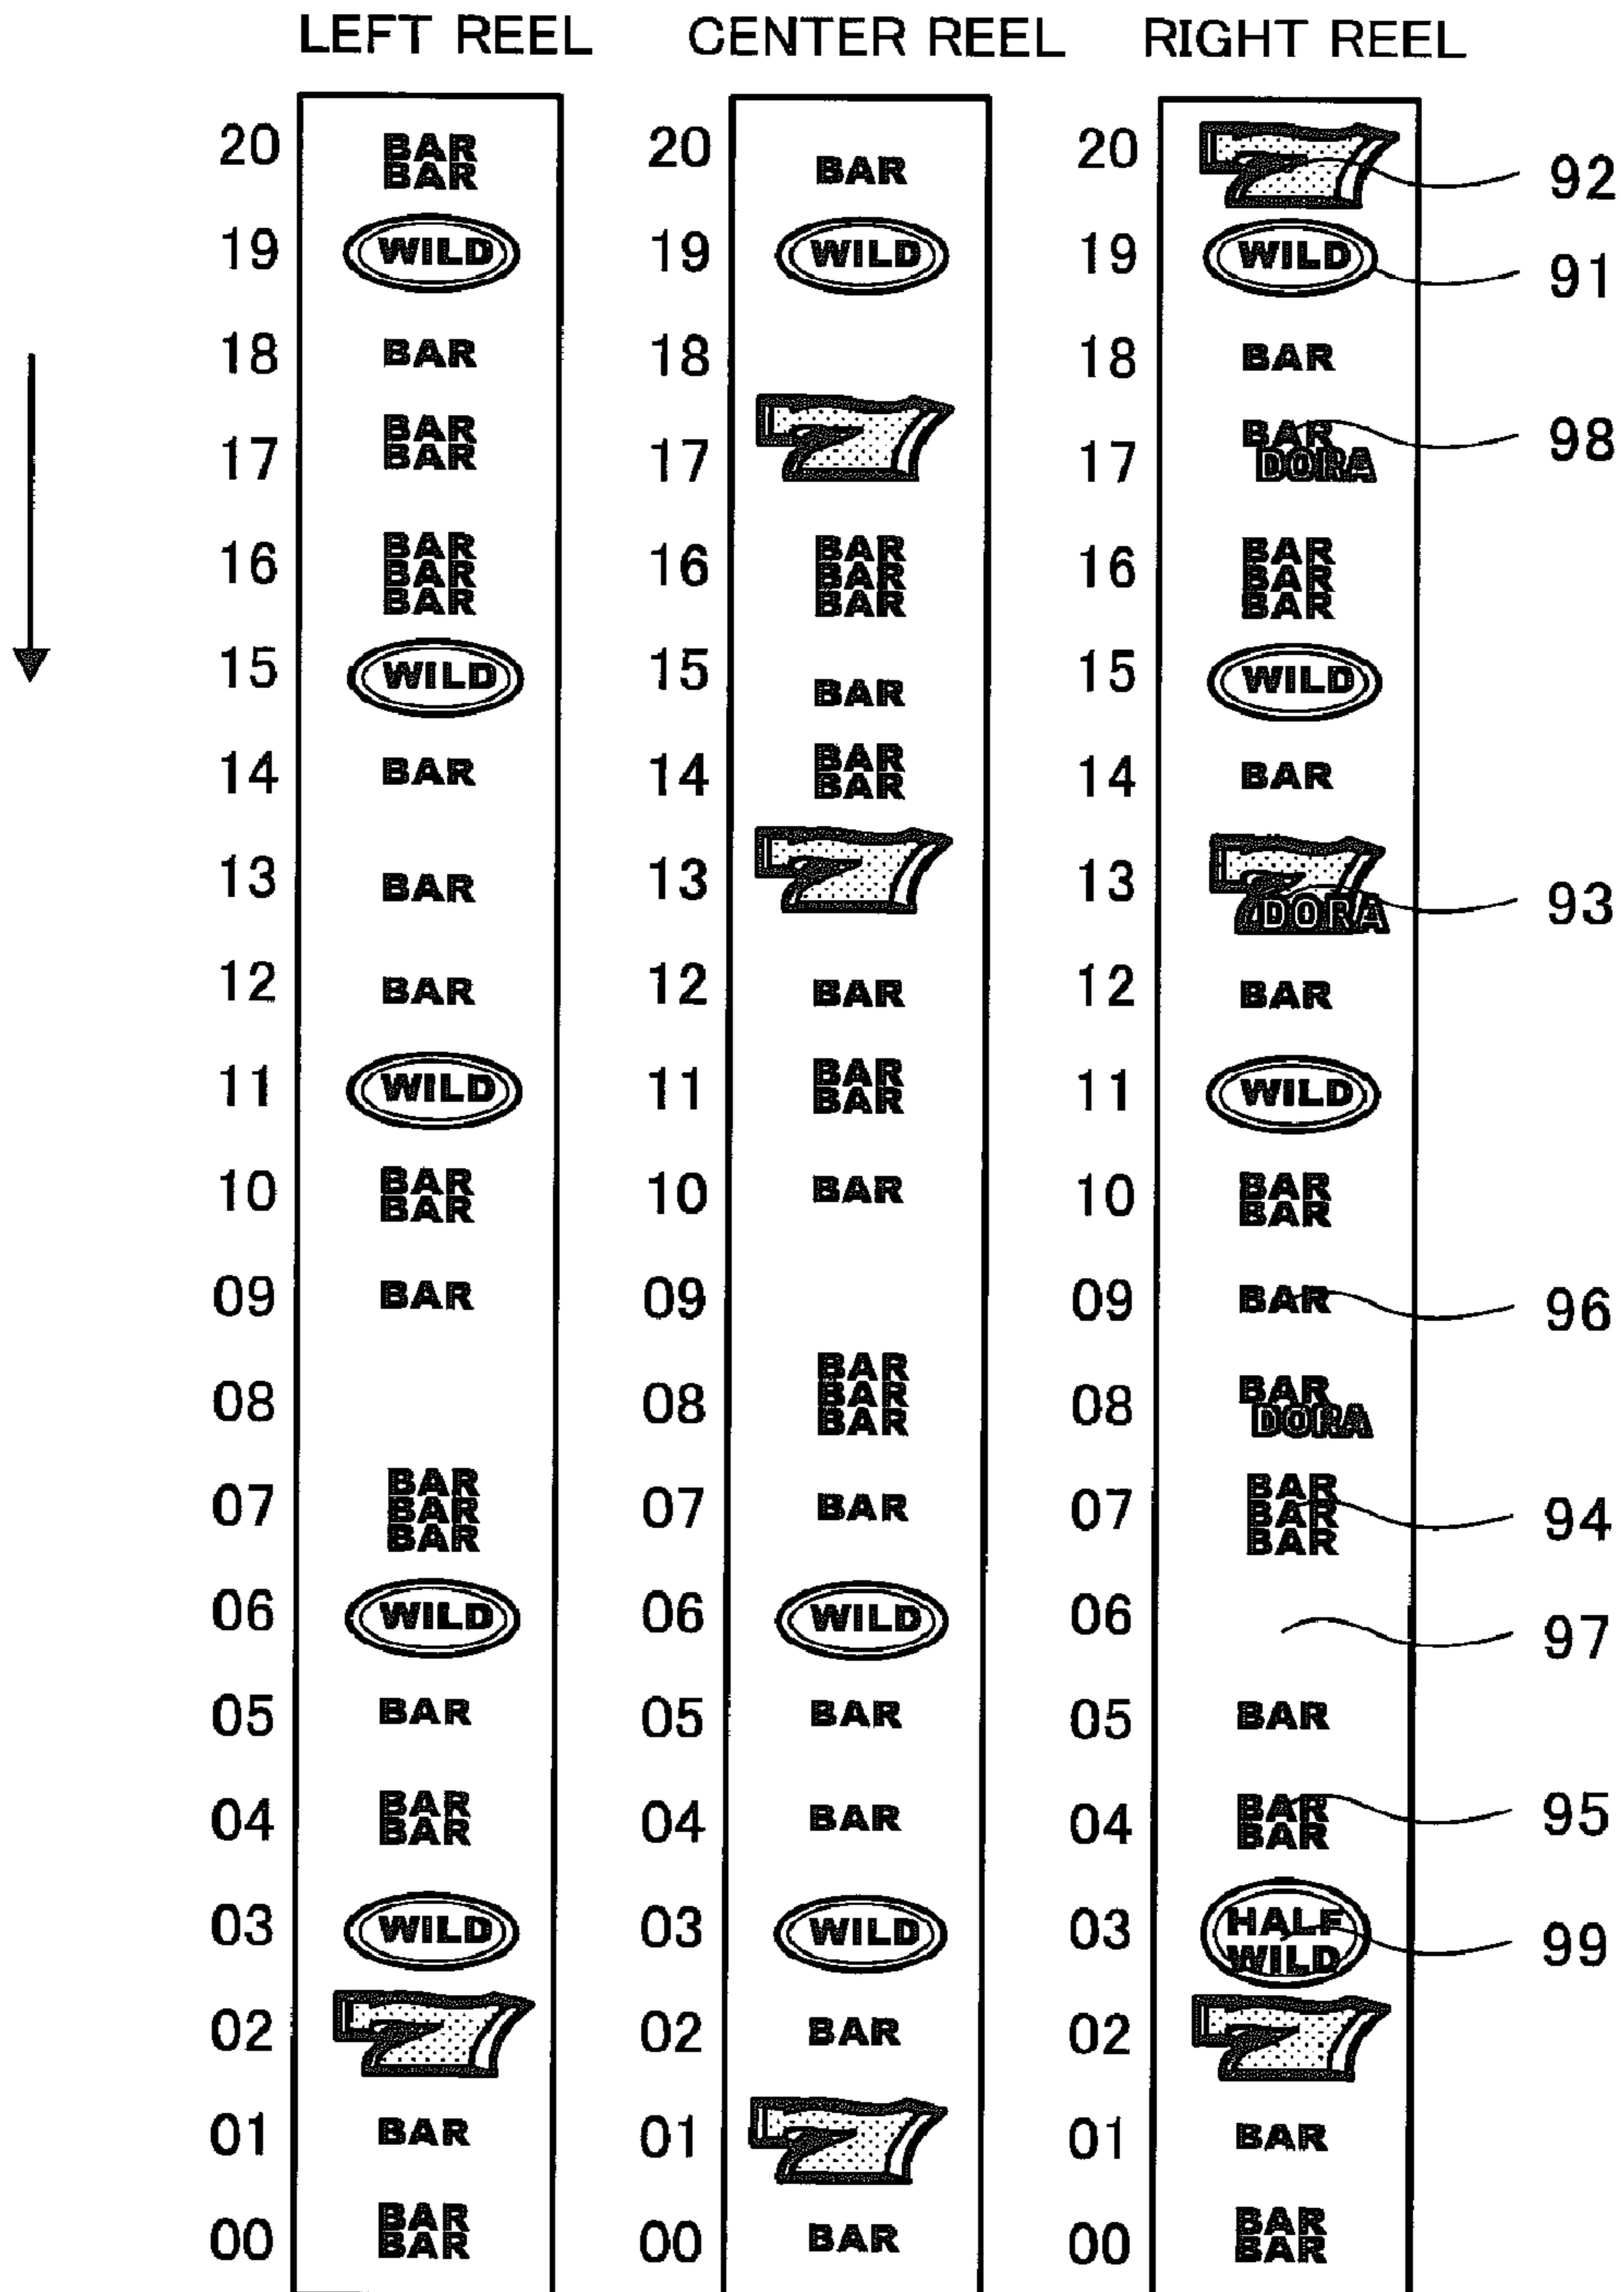 LEFT REEL CENTER REEL RIGHT REEL
20 BAR BAR 20 BAR 20 7 92
19 WILD 19 WILD 19 WILD 91
18 BAR 18 18 BAR
17 BAR BAR 17 7 17 BAR DORA 98
16 BAR BAR BAR 16 BAR BAR BAR 16 BAR BAR BAR
15 WILD 15 BAR 15 WILD
14 BAR 14 BAR BAR 14 BAR
13 BAR 13 7 13 7 DORA 93
12 BAR 12 BAR 12 BAR
11 WILD 11 BAR BAR 11 WILD
10 BAR BAR 10 BAR 10 BAR BAR
09 BAR 09 09 BAR 96
08 08 BAR BAR BAR 08 BAR DORA
07 BAR BAR BAR 07 BAR 07 BAR BAR BAR 94
06 WILD 06 WILD 06 97
05 BAR 05 BAR 05 BAR
04 BAR BAR 04 BAR 04 BAR BAR 95
03 WILD 03 WILD 03 HALF WILD 99
02 7 02 BAR 02 7
01 BAR 01 7 01 BAR
00 BAR BAR 00 BAR 00 BAR BAR